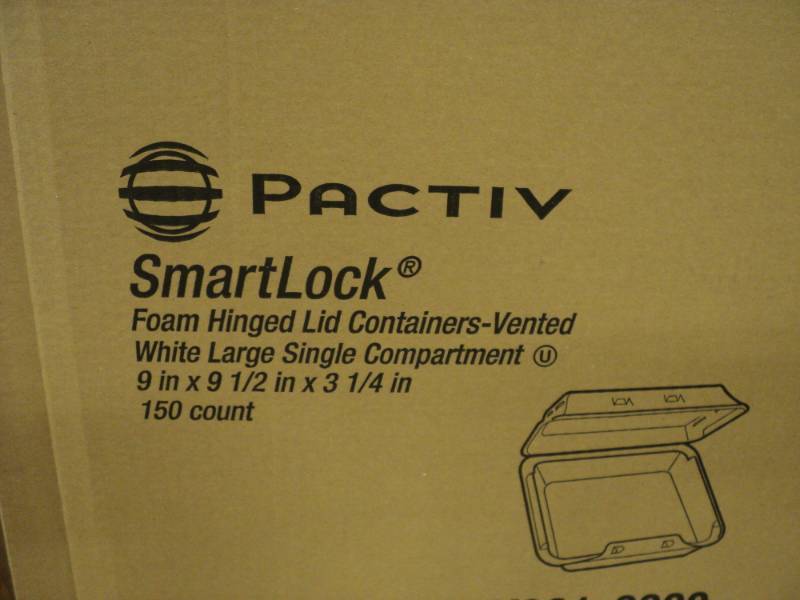 PACTIV
SmartLock®
Foam Hinged Lid Containers-Vented
White Large Single Compartment Ⓤ
9 in x 9 1/2 in x 3 1/4 in
150 count